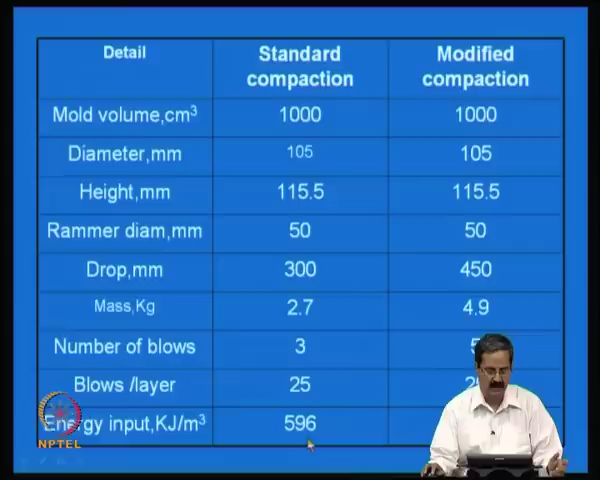 Detail Standard compaction Modified compaction
Mold volume,cm³ 1000 1000
Diameter,mm 105 105
Height,mm 115.5 115.5
Rammer diam,mm 50 50
Drop,mm 300 450
Mass,Kg 2.7 4.9
Number of blows 3
Blows /layer 25
Energy input,KJ/m³ 596
NPTEL